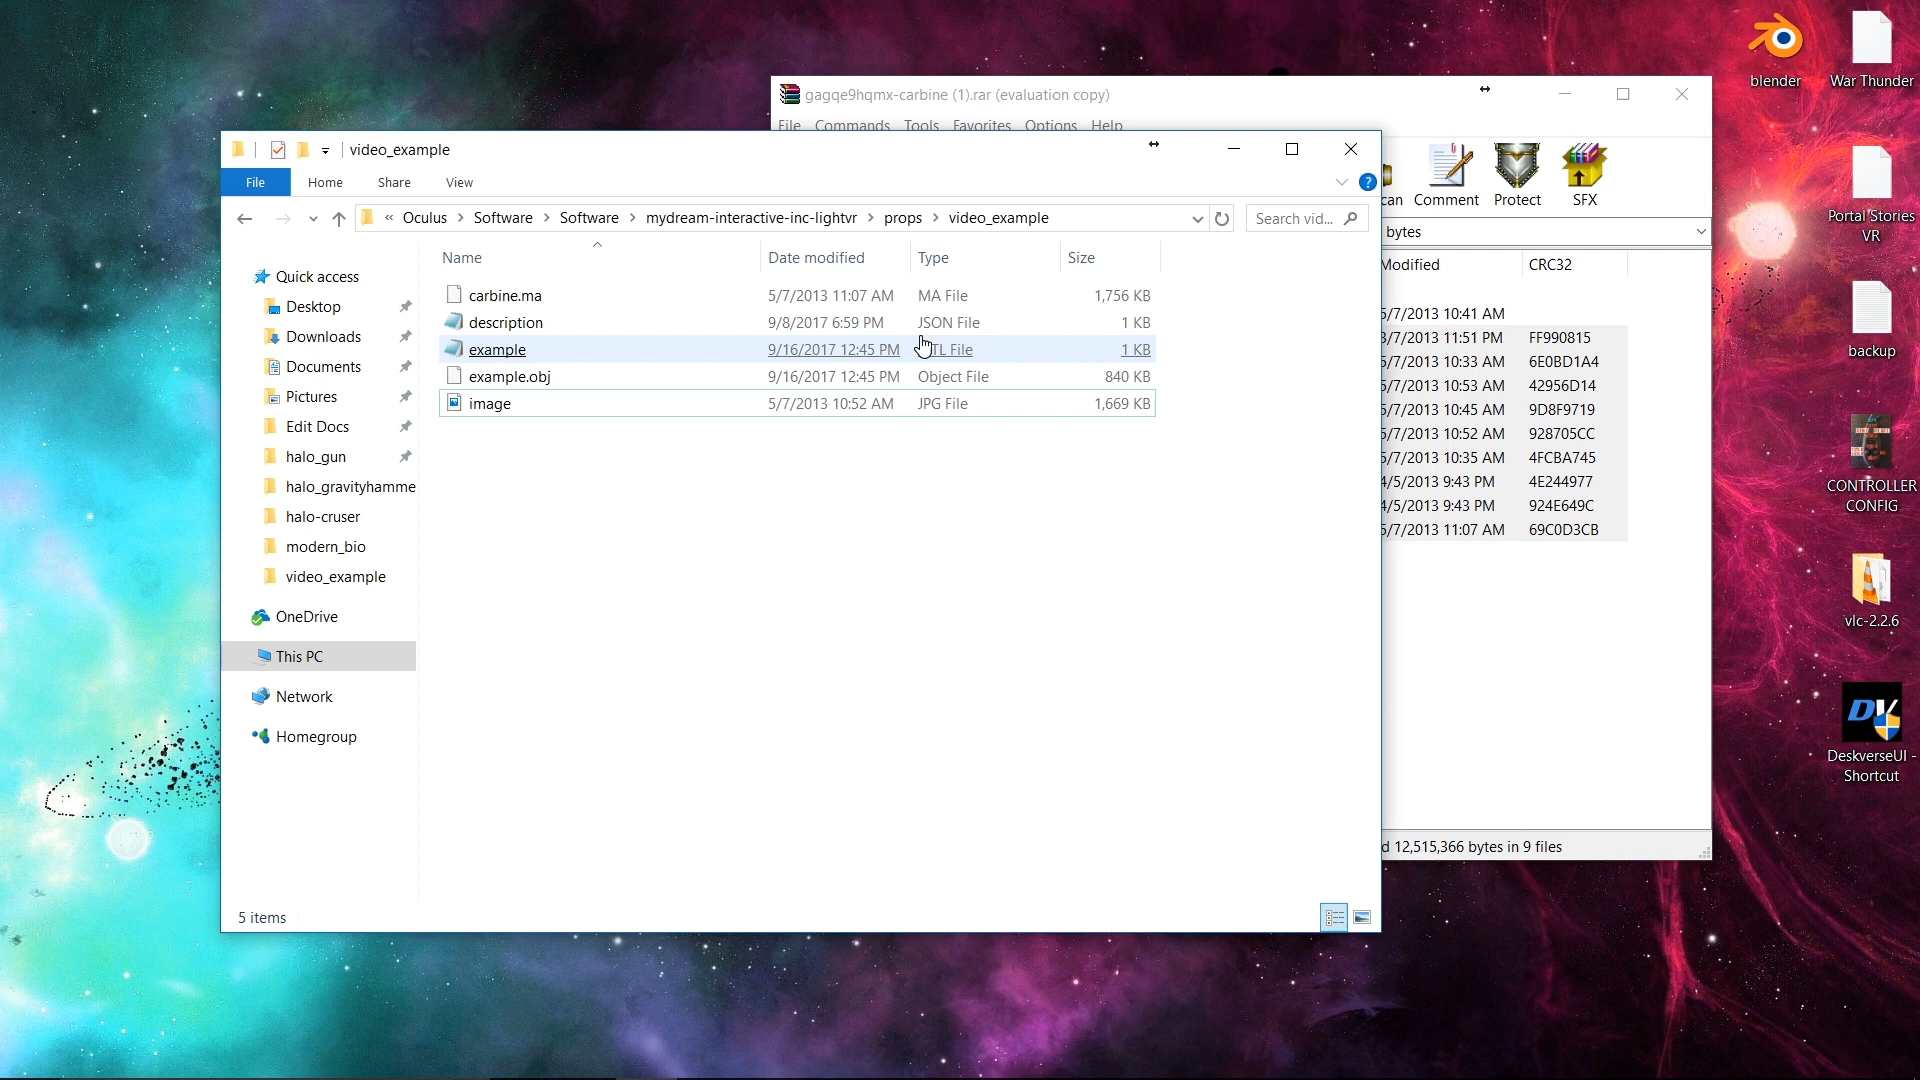 blender
War Thunder
Portal Stories
VR
backup
CONTROLLER
CONFIG
vlc-2.2.6
DeskverseUI -
Shortcut
gagqe9hqmx-carbine (1).rar (evaluation copy)
File Commands Tools Favorites Options Help
Comment Protect SFX
bytes
Modified CRC32
5/7/2013 10:41 AM
3/7/2013 11:51 PM FF990815
5/7/2013 10:33 AM 6E0BD1A4
5/7/2013 10:53 AM 42956D14
5/7/2013 10:45 AM 9D8F9719
5/7/2013 10:52 AM 928705CC
5/7/2013 10:35 AM 4FCBA745
4/5/2013 9:43 PM 4E244977
4/5/2013 9:43 PM 924E649C
5/7/2013 11:07 AM 69C0D3CB
d 12,515,366 bytes in 9 files
video_example
File Home Share View
« Oculus > Software > Software > mydream-interactive-inc-lightvr > props > video_example
Search vid...
Quick access
Desktop
Downloads
Documents
Pictures
Edit Docs
halo_gun
halo_gravityhamme
halo-cruser
modern_bio
video_example
OneDrive
This PC
Network
Homegroup
Name Date modified Type Size
carbine.ma 5/7/2013 11:07 AM MA File 1,756 KB
description 9/8/2017 6:59 PM JSON File 1 KB
example 9/16/2017 12:45 PM TL File 1 KB
example.obj 9/16/2017 12:45 PM Object File 840 KB
image 5/7/2013 10:52 AM JPG File 1,669 KB
5 items